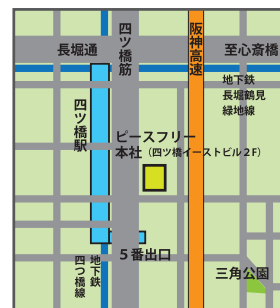 長堀通
四ツ橋筋
阪神高速
至心斎橋
地下鉄
長堀鶴見
緑地線
四ツ橋駅
ピースフリー
本社（四ツ橋イーストビル２F）
５番出口
地下鉄
四つ橋線
三角公園